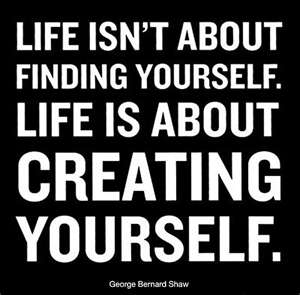 LIFE ISN'T ABOUT
FINDING YOURSELF.
LIFE IS ABOUT
CREATING
YOURSELF.
George Bernard Shaw